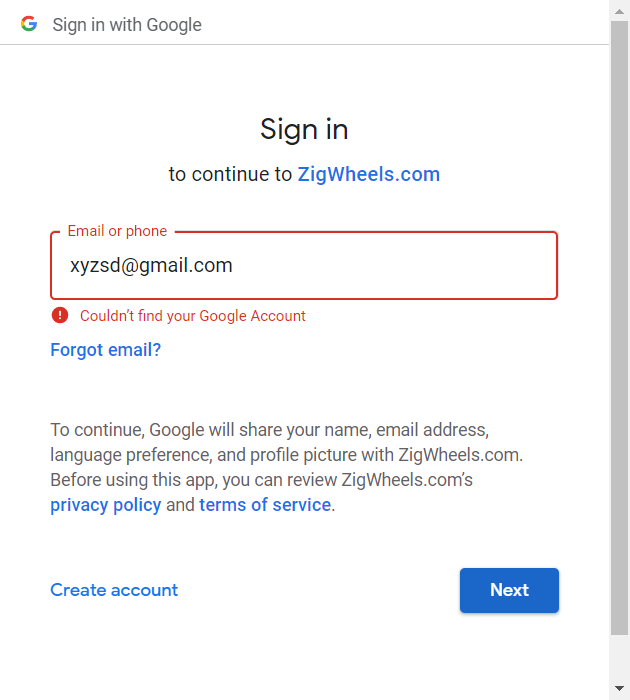 Sign in with Google
Sign in
to continue to ZigWheels.com
Email or phone
xyzsd@gmail.com
Couldn’t find your Google Account
Forgot email?
To continue, Google will share your name, email address,
language preference, and profile picture with ZigWheels.com.
Before using this app, you can review ZigWheels.com’s
privacy policy and terms of service.
Create account
Next